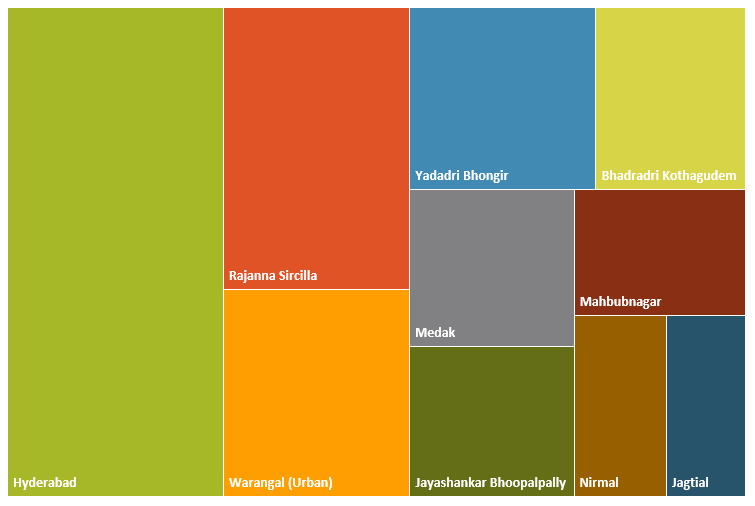 Yadadri Bhongir
Bhadradri Kothagudem
Rajanna Sircilla
Mahbubnagar
Medak
Hyderabad
Warangal (Urban)
Jayashankar Bhoopalpally
Nirmal
Jagtial